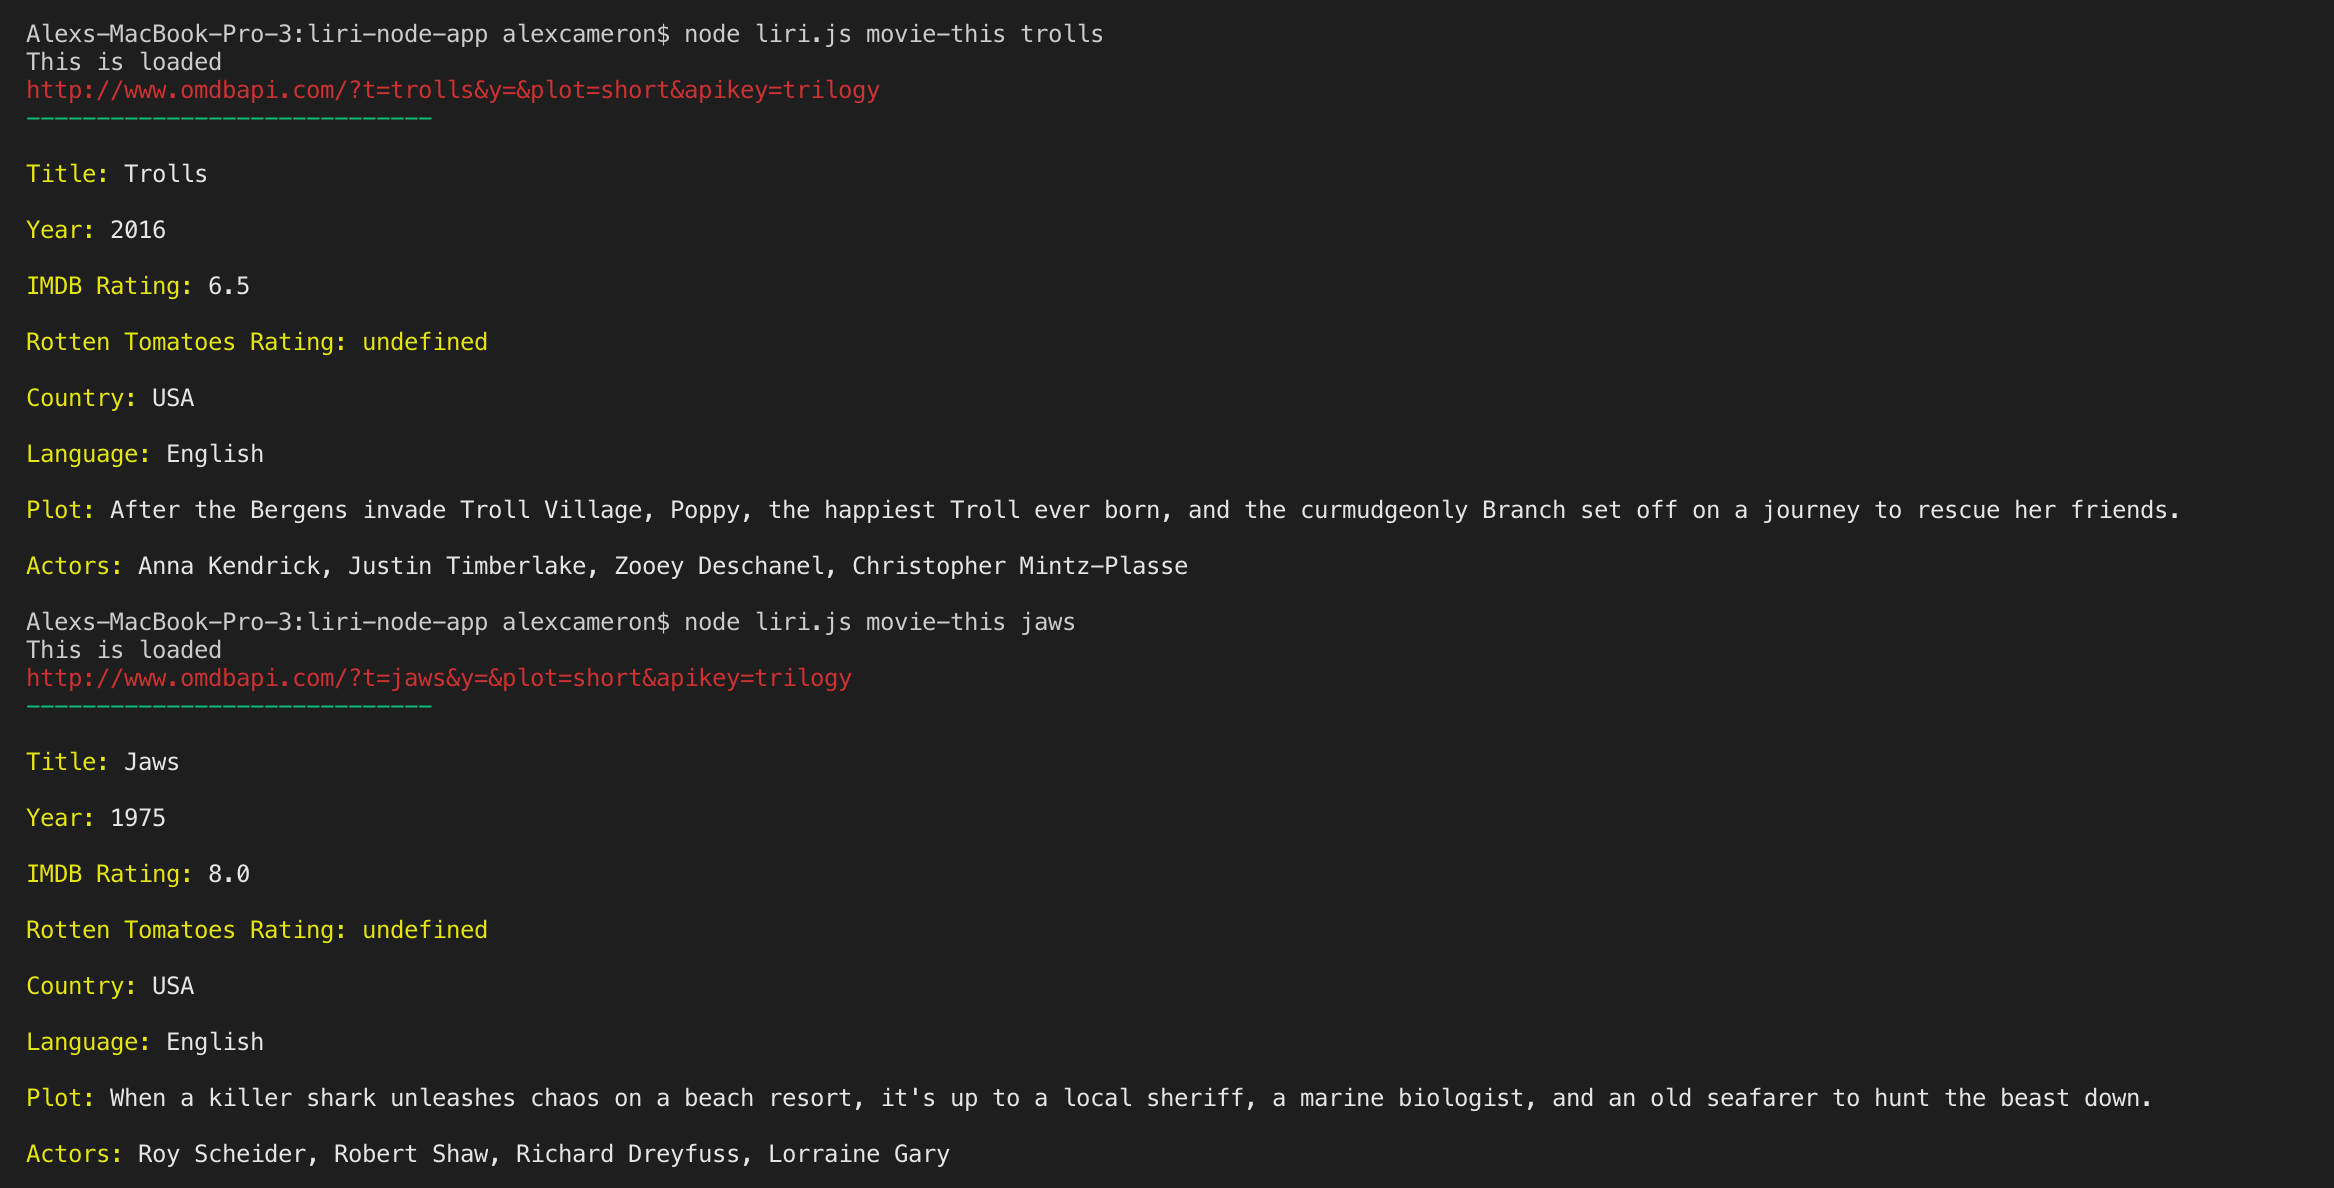 Alexs-MacBook-Pro-3:liri-node-app alexcameron$ node liri.js movie-this trolls
This is loaded
http://www.omdbapi.com/?t=trolls&y=&plot=short&apikey=trilogy
-----------------------------
Title: Trolls
Year: 2016
IMDB Rating: 6.5
Rotten Tomatoes Rating: undefined
Country: USA
Language: English
Plot: After the Bergens invade Troll Village, Poppy, the happiest Troll ever born, and the curmudgeonly Branch set off on a journey to rescue her friends.
Actors: Anna Kendrick, Justin Timberlake, Zooey Deschanel, Christopher Mintz-Plasse
Alexs-MacBook-Pro-3:liri-node-app alexcameron$ node liri.js movie-this jaws
This is loaded
http://www.omdbapi.com/?t=jaws&y=&plot=short&apikey=trilogy
-----------------------------
Title: Jaws
Year: 1975
IMDB Rating: 8.0
Rotten Tomatoes Rating: undefined
Country: USA
Language: English
Plot: When a killer shark unleashes chaos on a beach resort, it's up to a local sheriff, a marine biologist, and an old seafarer to hunt the beast down.
Actors: Roy Scheider, Robert Shaw, Richard Dreyfuss, Lorraine Gary